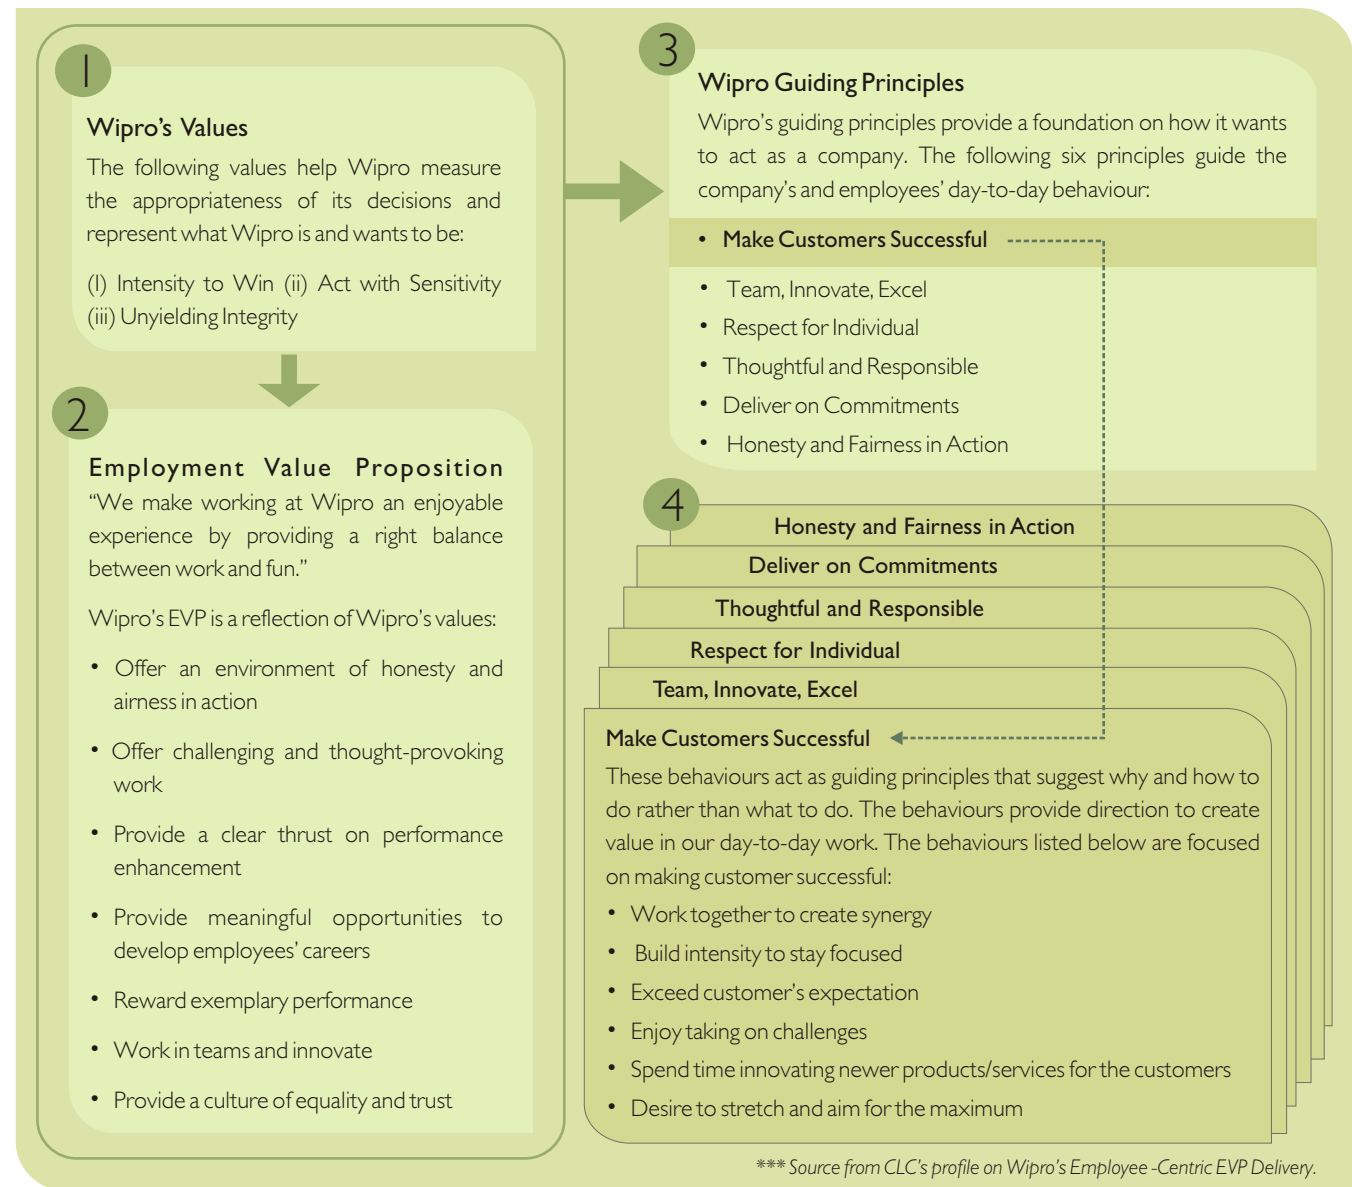 1
Wipro's Values
The following values help Wipro measure
the appropriateness of its decisions and
represent what Wipro is and wants to be:
(I) Intensity to Win (ii) Act with Sensitivity
(iii) Unyielding Integrity
2
Employment Value Proposition
“We make working at Wipro an enjoyable
experience by providing a right balance
between work and fun.”
Wipro's EVP is a reflection of Wipro's values:
• Offer an environment of honesty and
airness in action
• Offer challenging and thought-provoking
work
• Provide a clear thrust on performance
enhancement
• Provide meaningful opportunities to
develop employees' careers
• Reward exemplary performance
• Work in teams and innovate
• Provide a culture of equality and trust
3
Wipro Guiding Principles
Wipro's guiding principles provide a foundation on how it wants
to act as a company. The following six principles guide the
company's and employees' day-to-day behaviour:
• Make Customers Successful
• Team, Innovate, Excel
• Respect for Individual
• Thoughtful and Responsible
• Deliver on Commitments
• Honesty and Fairness in Action
4
Honesty and Fairness in Action
Deliver on Commitments
Thoughtful and Responsible
Respect for Individual
Team, Innovate, Excel
Make Customers Successful
These behaviours act as guiding principles that suggest why and how to
do rather than what to do. The behaviours provide direction to create
value in our day-to-day work. The behaviours listed below are focused
on making customer successful:
• Work together to create synergy
• Build intensity to stay focused
• Exceed customer's expectation
• Enjoy taking on challenges
• Spend time innovating newer products/services for the customers
• Desire to stretch and aim for the maximum
*** Source from CLC's profile on Wipro's Employee -Centric EVP Delivery.